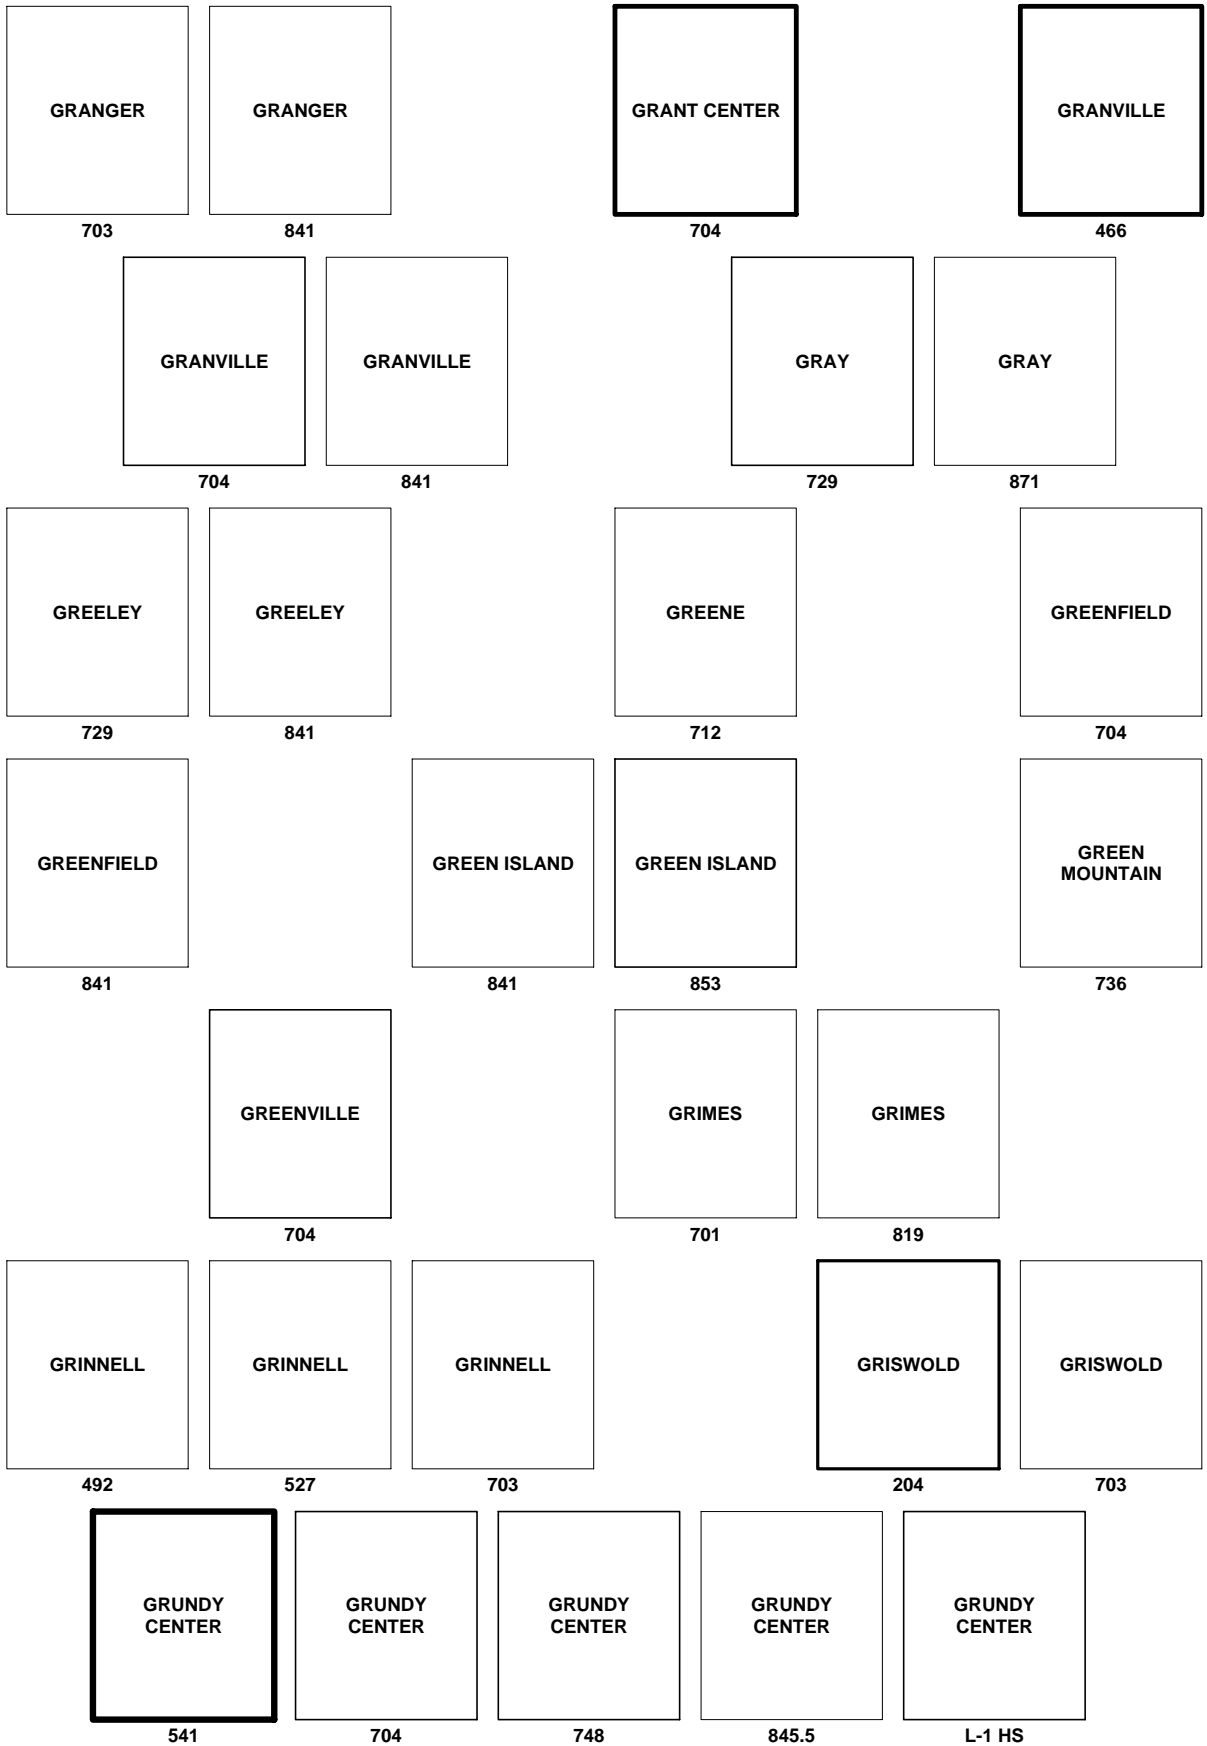 GRANGER GRANGER GRANT CENTER GRANVILLE
703 841 704 466
GRANVILLE GRANVILLE GRAY GRAY
704 841 729 871
GREELEY GREELEY GREENE GREENFIELD
729 841 712 704
GREENFIELD GREEN ISLAND GREEN ISLAND GREEN
MOUNTAIN
841 841 853 736
GREENVILLE GRIMES GRIMES
704 701 819
GRINNELL GRINNELL GRINNELL GRISWOLD GRISWOLD
492 527 703 204 703
GRUNDY GRUNDY GRUNDY GRUNDY GRUNDY
CENTER CENTER CENTER CENTER CENTER
541 704 748 845.5 L-1 HS